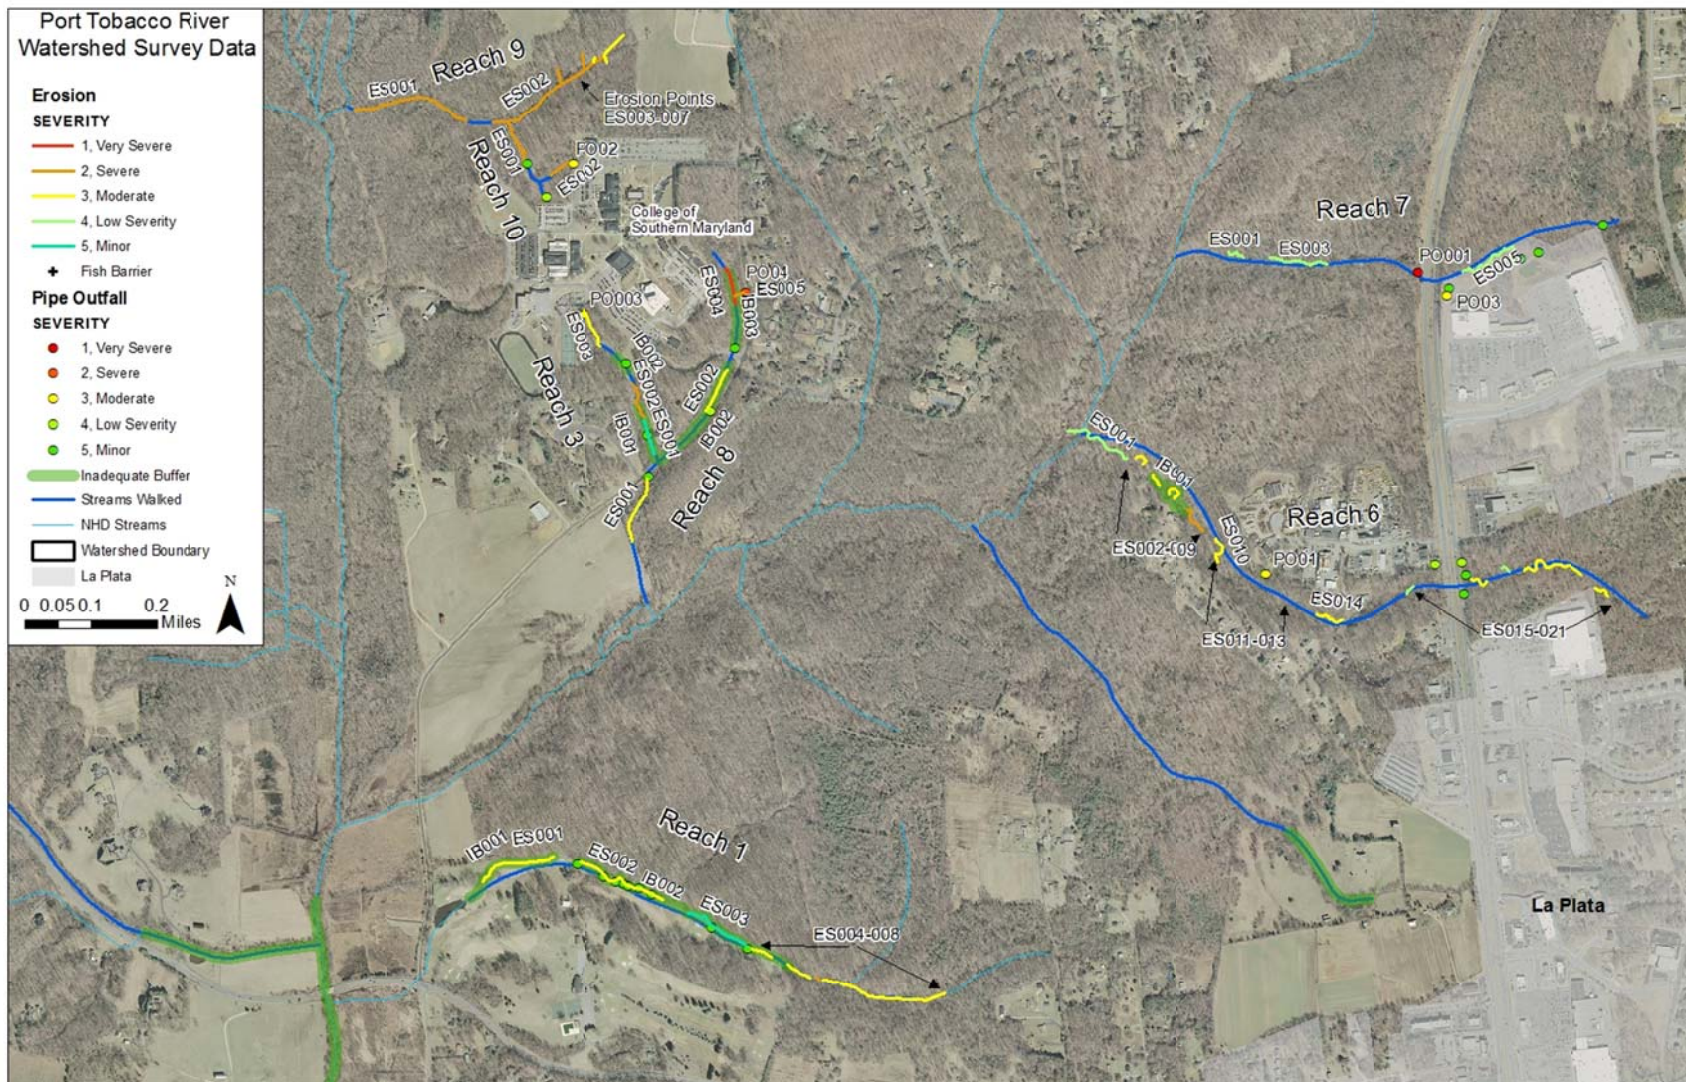 Port Tobacco River
Watershed Survey Data
Erosion
SEVERITY
1, Very Severe
2, Severe
3, Moderate
4, Low Severity
5, Minor
Fish Barrier
Pipe Outfall
SEVERITY
1, Very Severe
2, Severe
3, Moderate
4, Low Severity
5, Minor
Inadequate Buffer
Streams Walked
NHD Streams
Watershed Boundary
La Plata
N
0 0.05 0.1 0.2
Miles
Reach 9
ES001
ES002
Erosion Points
ES003-007
ES001
PO02
ES002
Reach 10
College of
Southern Maryland
PO04
ES005
ES004
IB003
PO003
ES003
IB002
ES002
Reach 3
IB001
ES001
ES002
IB002
Reach 8
ES001
Reach 7
ES001
ES003
PO001
ES005
PO03
ES001
IB001
Reach 6
ES002-009
ES010
PO01
ES014
ES011-013
ES015-021
Reach 1
IB001
ES001
ES002
IB002
ES003
ES004-008
La Plata